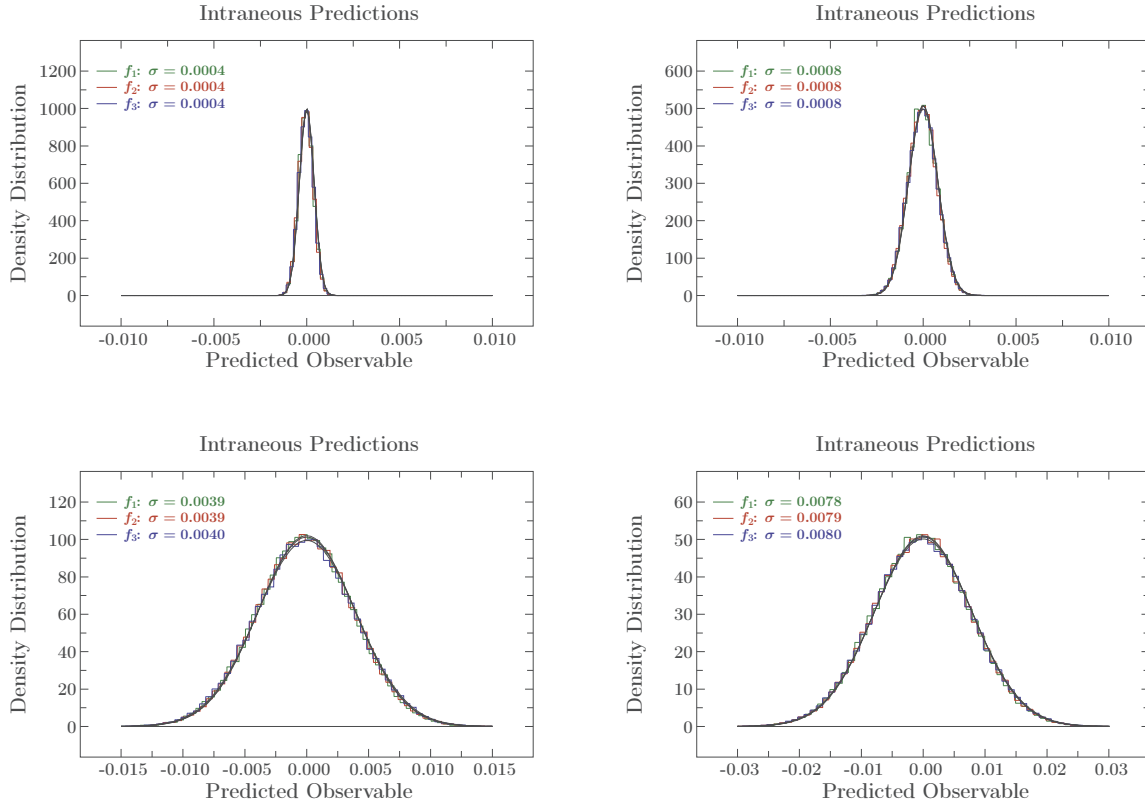 Intraneous Predictions
Density Distribution
1200
1000
800
600
400
200
0
f₁: σ = 0.0004
f₂: σ = 0.0004
f₃: σ = 0.0004
-0.010 -0.005 0.000 0.005 0.010
Predicted Observable
Intraneous Predictions
Density Distribution
600
500
400
300
200
100
0
f₁: σ = 0.0008
f₂: σ = 0.0008
f₃: σ = 0.0008
-0.010 -0.005 0.000 0.005 0.010
Predicted Observable
Intraneous Predictions
Density Distribution
120
100
80
60
40
20
0
f₁: σ = 0.0039
f₂: σ = 0.0039
f₃: σ = 0.0040
-0.015 -0.010 -0.005 0.000 0.005 0.010 0.015
Predicted Observable
Intraneous Predictions
Density Distribution
60
50
40
30
20
10
0
f₁: σ = 0.0078
f₂: σ = 0.0079
f₃: σ = 0.0080
-0.03 -0.02 -0.01 0.00 0.01 0.02 0.03
Predicted Observable